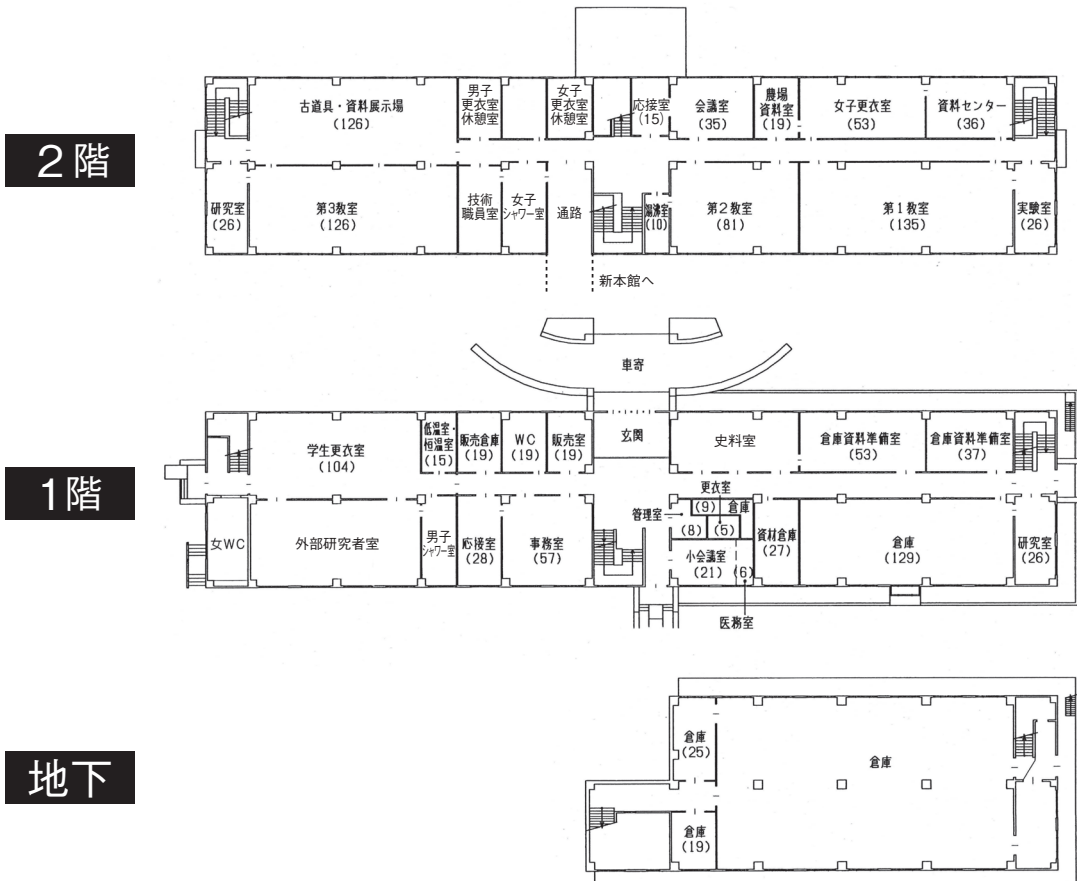 2階
古道具・資料展示場
(126)
男子
更衣室
休憩室
女子
更衣室
休憩室
応接室
(15)
会議室
(35)
農場
資料室
(19)
女子更衣室
(53)
資料センター
(36)
研究室
(26)
第3教室
(126)
技術
職員室
女子
シャワー室
通路
湯沸室
(10)
第2教室
(81)
第1教室
(135)
実験室
(26)
新本館へ
車寄
1階
学生更衣室
(104)
低温室・
恒温室
(15)
販売倉庫
(19)
WC
(19)
販売室
(19)
玄関
史料室
倉庫資料準備室
(53)
倉庫資料準備室
(37)
更衣室
管理室
(9)
倉庫
(8)
(5)
女WC
外部研究者室
男子
シャワー室
応接室
(28)
事務室
(57)
小会議室
(21)
(6)
資材倉庫
(27)
倉庫
(129)
研究室
(26)
医務室
地下
倉庫
(25)
倉庫
倉庫
(19)